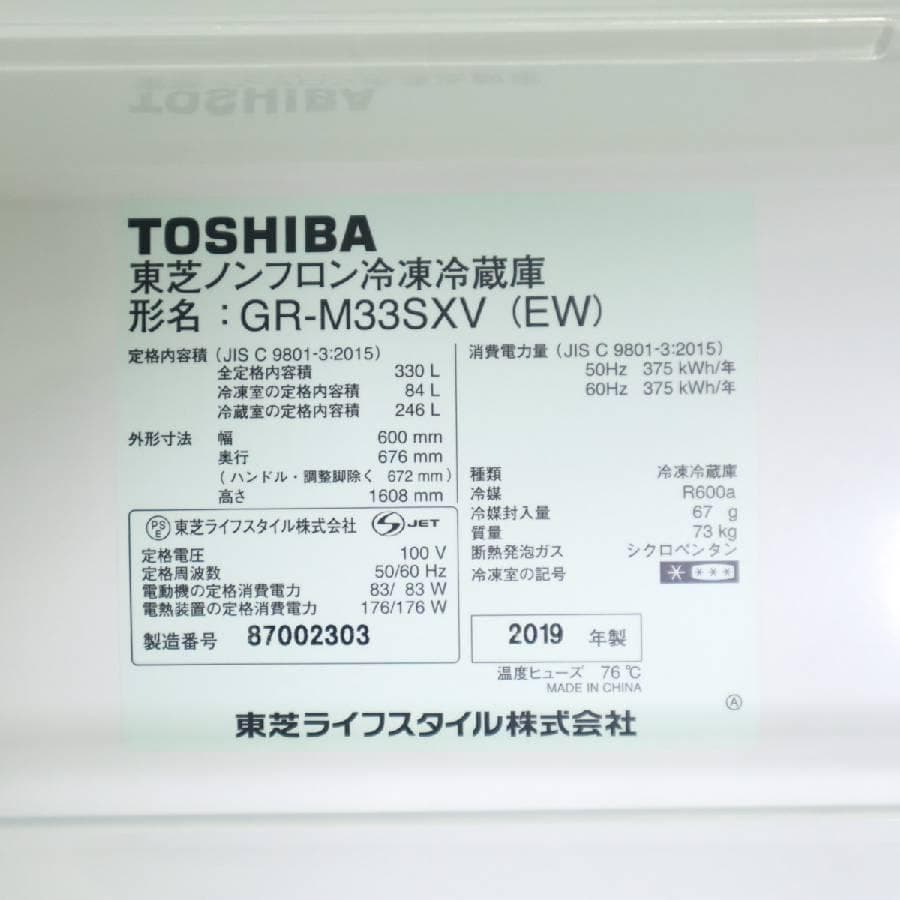 TOSHIBA
東芝ノンフロン冷凍冷蔵庫
形名：GR-M33SXV（EW）
定格内容積（JIS C 9801-3:2015）
全定格内容積 330 L
冷凍室の定格内容積 84 L
冷蔵室の定格内容積 246 L
外形寸法 幅 600 mm
奥行 676 mm
（ハンドル・調整脚除く 672 mm）
高さ 1608 mm
消費電力量（JIS C 9801-3:2015）
50Hz 375 kWh/年
60Hz 375 kWh/年
種類 冷凍冷蔵庫
冷媒 R600a
冷媒封入量 67 g
質量 73 kg
断熱発泡ガス シクロペンタン
冷凍室の記号 * ***
PSE 東芝ライフスタイル株式会社 S JET
定格電圧 100 V
定格周波数 50/60 Hz
電動機の定格消費電力 83/ 83 W
電熱装置の定格消費電力 176/176 W
製造番号 87002303
2019 年製
温度ヒューズ 76 ℃
MADE IN CHINA
Ⓐ
東芝ライフスタイル株式会社